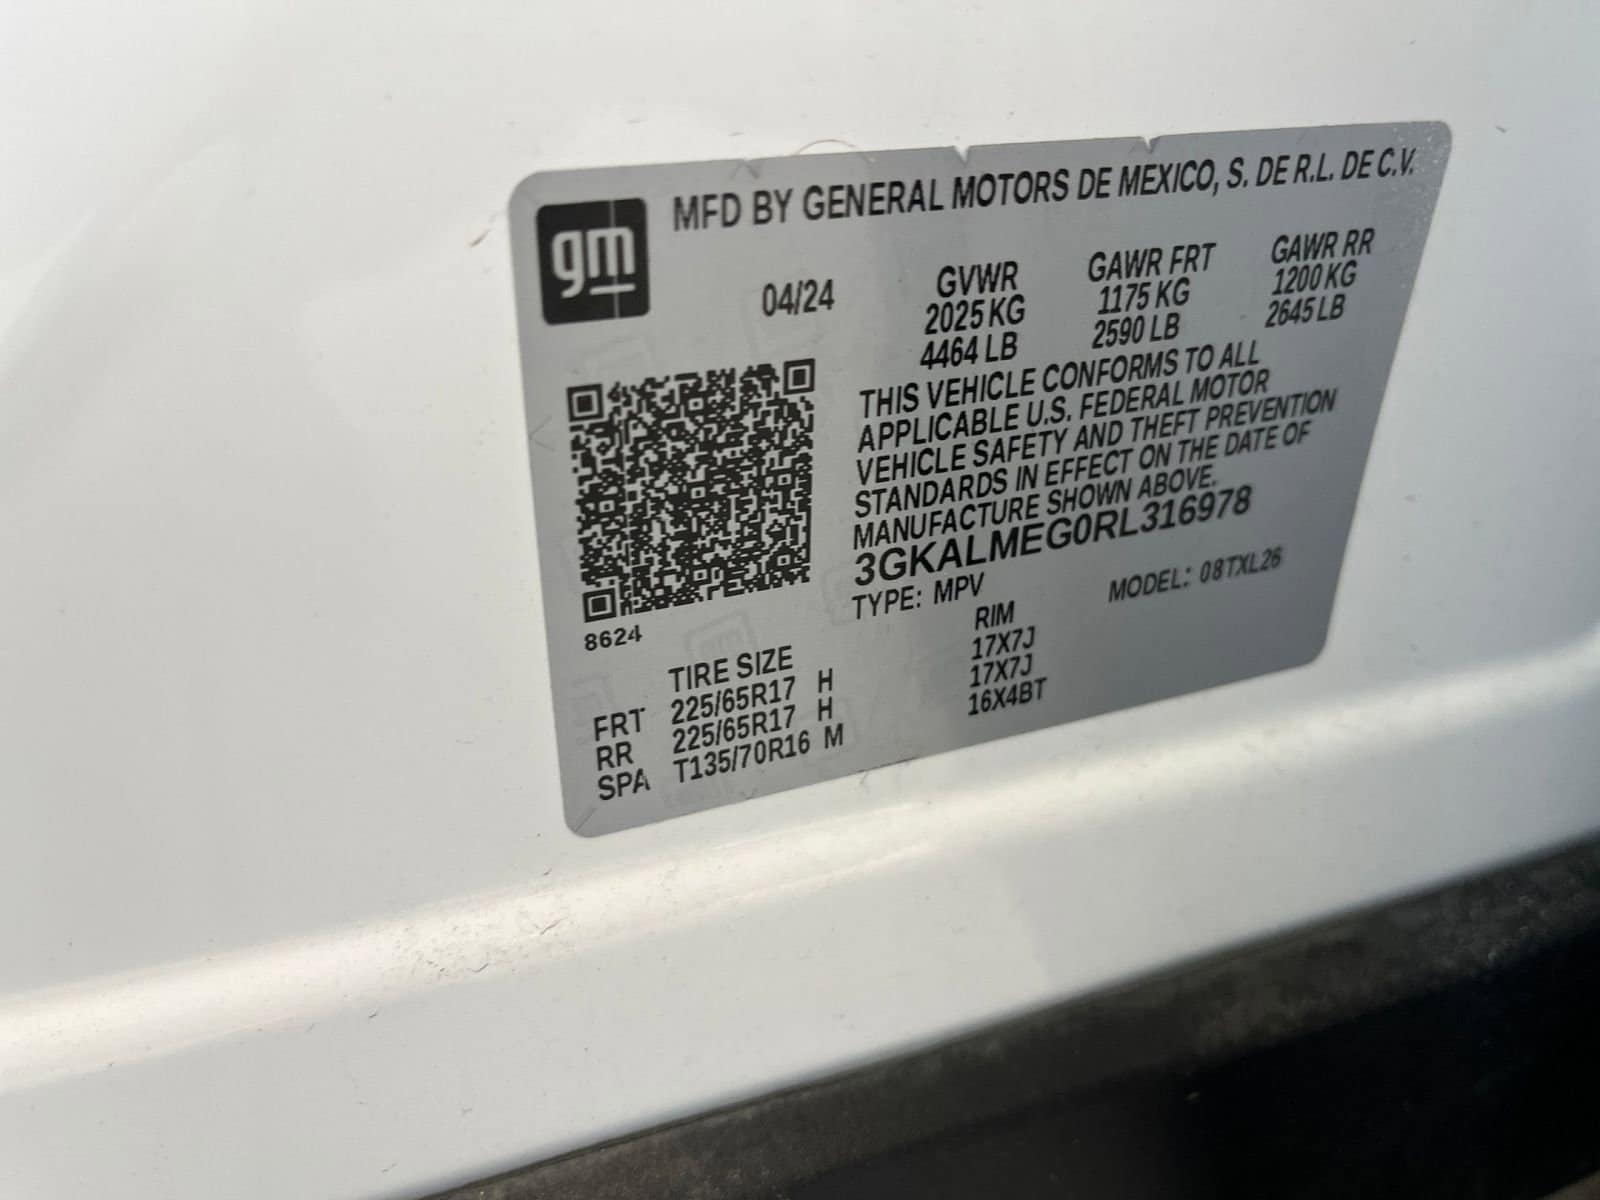 gm
MFD BY GENERAL MOTORS DE MEXICO, S. DE R.L. DE C.V.
04/24 GVWR GAWR FRT GAWR RR
2025 KG 1175 KG 1200 KG
4464 LB 2590 LB 2645 LB
THIS VEHICLE CONFORMS TO ALL
APPLICABLE U.S. FEDERAL MOTOR
VEHICLE SAFETY AND THEFT PREVENTION
STANDARDS IN EFFECT ON THE DATE OF
MANUFACTURE SHOWN ABOVE.
3GKALMEG0RL316978
TYPE: MPV MODEL: 08TXL26
8624
TIRE SIZE RIM
FRT 225/65R17 H 17X7J
RR 225/65R17 H 17X7J
SPA T135/70R16 M 16X4BT